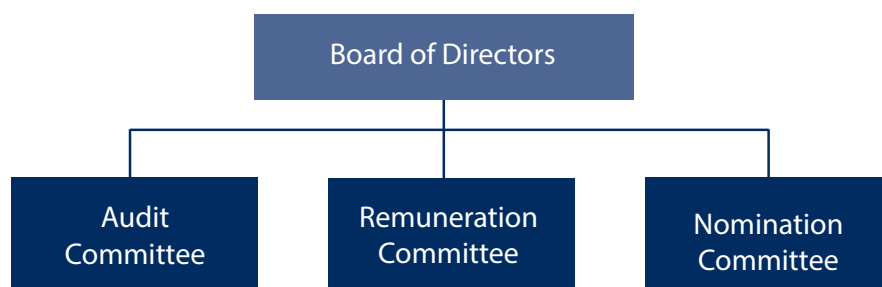 Board of Directors
Audit
Committee
Remuneration
Committee
Nomination
Committee